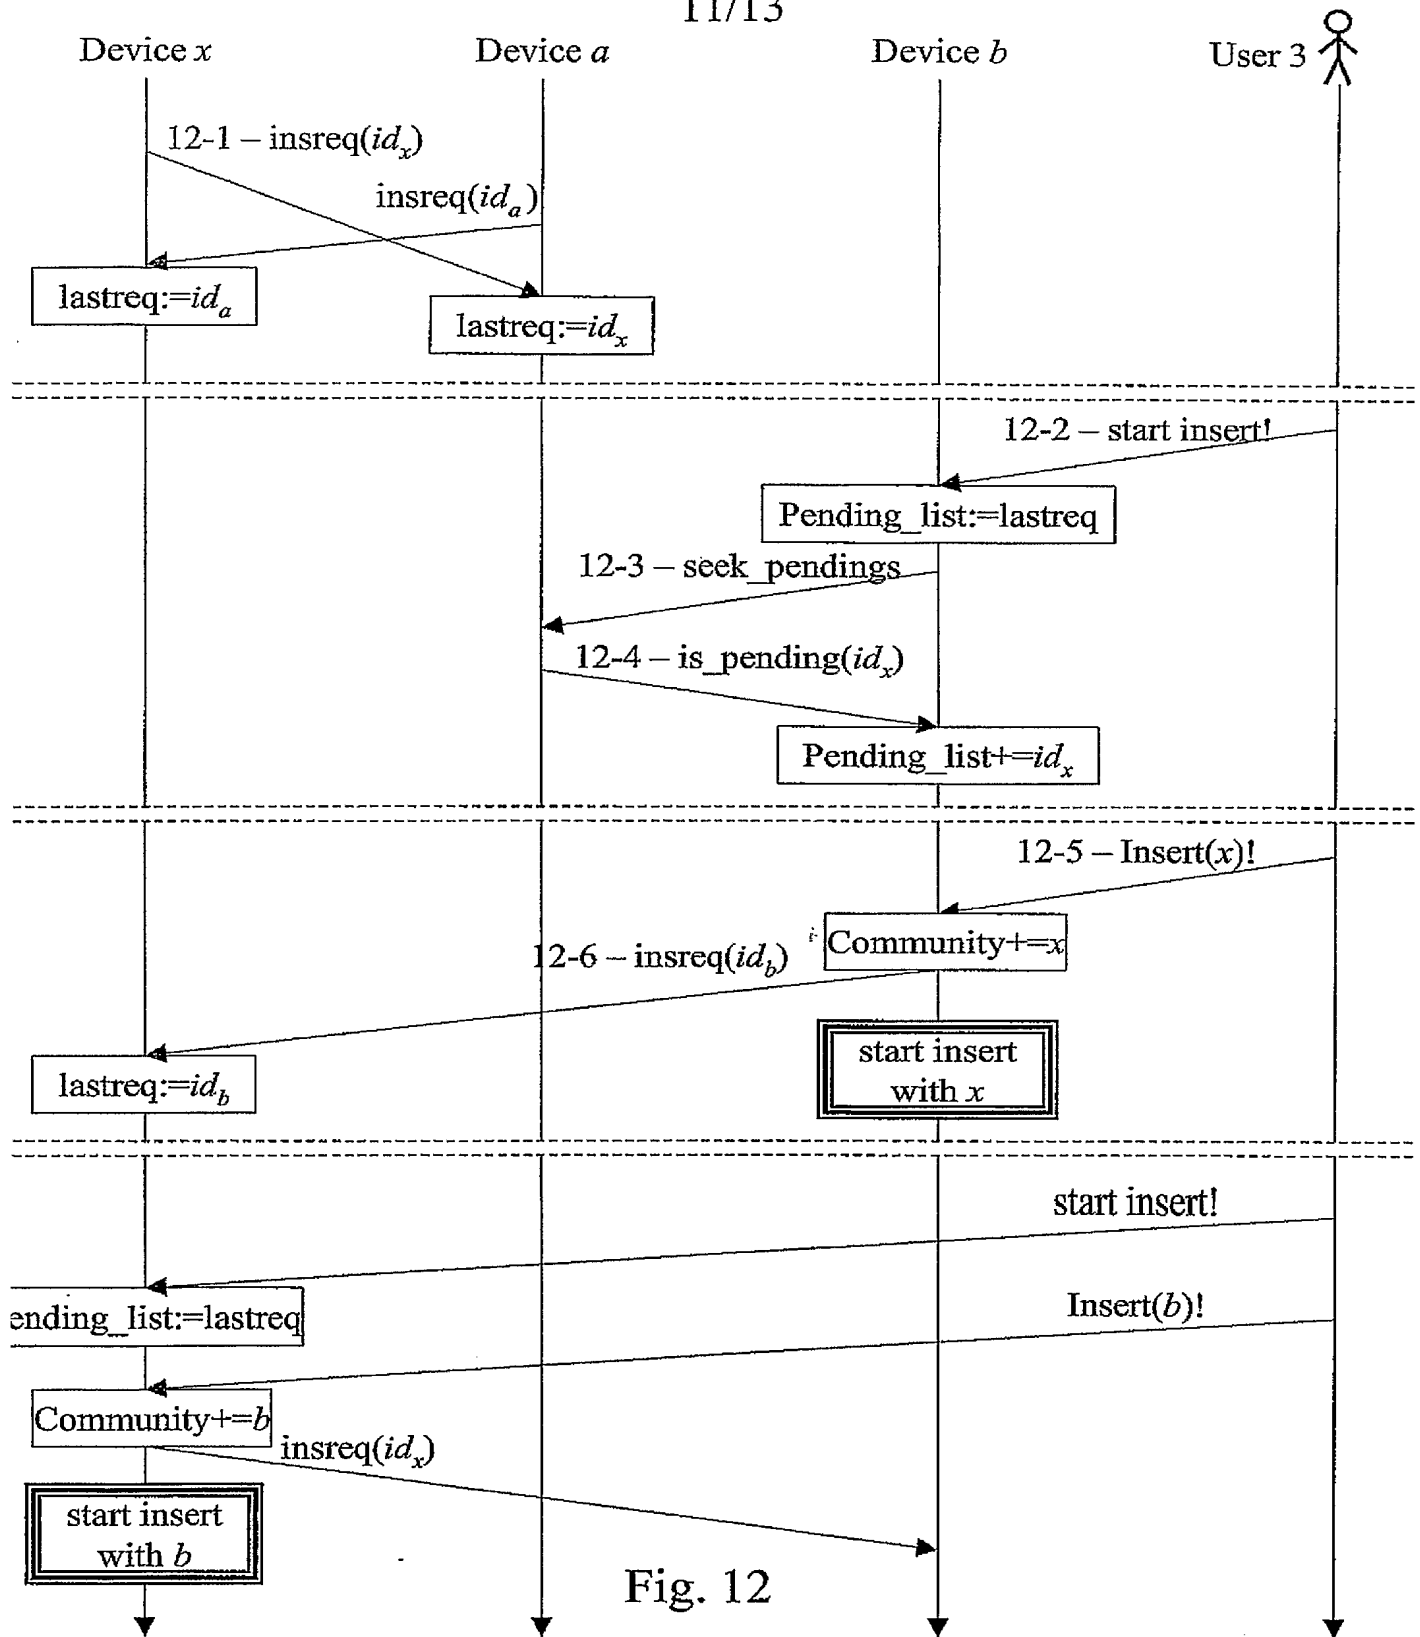 11/13
Device x
Device a
Device b
User 3
12-1 – insreq(idx)
insreq(ida)
lastreq:=ida
lastreq:=idx
12-2 – start insert!
Pending_list:=lastreq
12-3 – seek_pendings
12-4 – is_pending(idx)
Pending_list+=idx
12-5 – Insert(x)!
Community+=x
12-6 – insreq(idb)
start insert
with x
lastreq:=idb
start insert!
ending_list:=lastreq
Insert(b)!
Community+=b
insreq(idx)
start insert
with b
Fig. 12